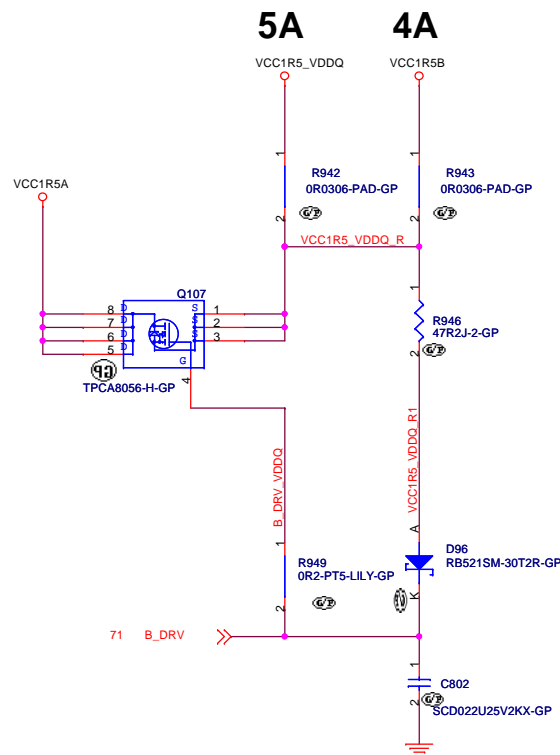 5A 4A
VCC1R5_VDDQ VCC1R5B
1 1
R942 R943
0R0306-PAD-GP 0R0306-PAD-GP
VCC1R5A
G/P G/P
2 2
VCC1R5_VDDQ_R
Q107
1
8 D S 1
7 D S 2
6 D S 3
5 D G
R946
47R2J-2-GP
2 G/P
GP
TPCA8056-H-GP
4
B_DRV_VDDQ
VCC1R5_VDDQ_R1
A
1
D96
RB521SM-30T2R-GP
R949
0R2-PT5-LILY-GP
K
2 G/P
71 B_DRV
1
C802
2 G/P
SCD022U25V2KX-GP